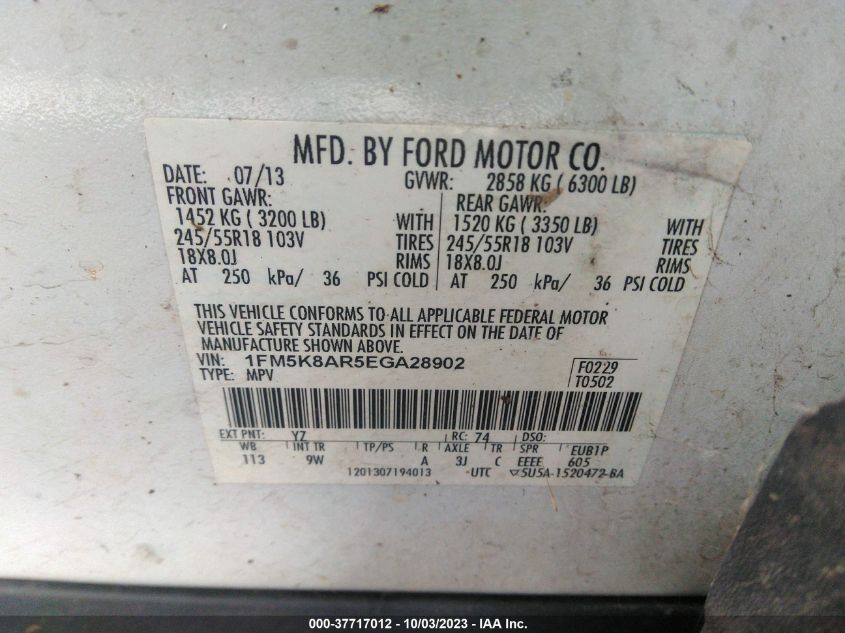 MFD. BY FORD MOTOR CO.
DATE: 07/13 GVWR: 2858 KG ( 6300 LB)
FRONT GAWR: REAR GAWR:
1452 KG ( 3200 LB) WITH 1520 KG ( 3350 LB) WITH
245/55R18 103V TIRES 245/55R18 103V TIRES
18X8.0J RIMS 18X8.0J RIMS
AT 250 kPa/ 36 PSI COLD AT 250 kPa/ 36 PSI COLD
THIS VEHICLE CONFORMS TO ALL APPLICABLE FEDERAL MOTOR
VEHICLE SAFETY STANDARDS IN EFFECT ON THE DATE OF
MANUFACTURE SHOWN ABOVE.
VIN: 1FM5K8AR5EGA28902 F0229
TYPE: MPV T0502
EXT PNT: YZ RC: 74 DSO:
WB INT TR TP/PS R AXLE TR SPR EUB1P
113 9W A 3J C EEEE 605
1201307194013 UTC ▽5U5A-1520472-BA
000-37717012 - 10/03/2023 - IAA Inc.